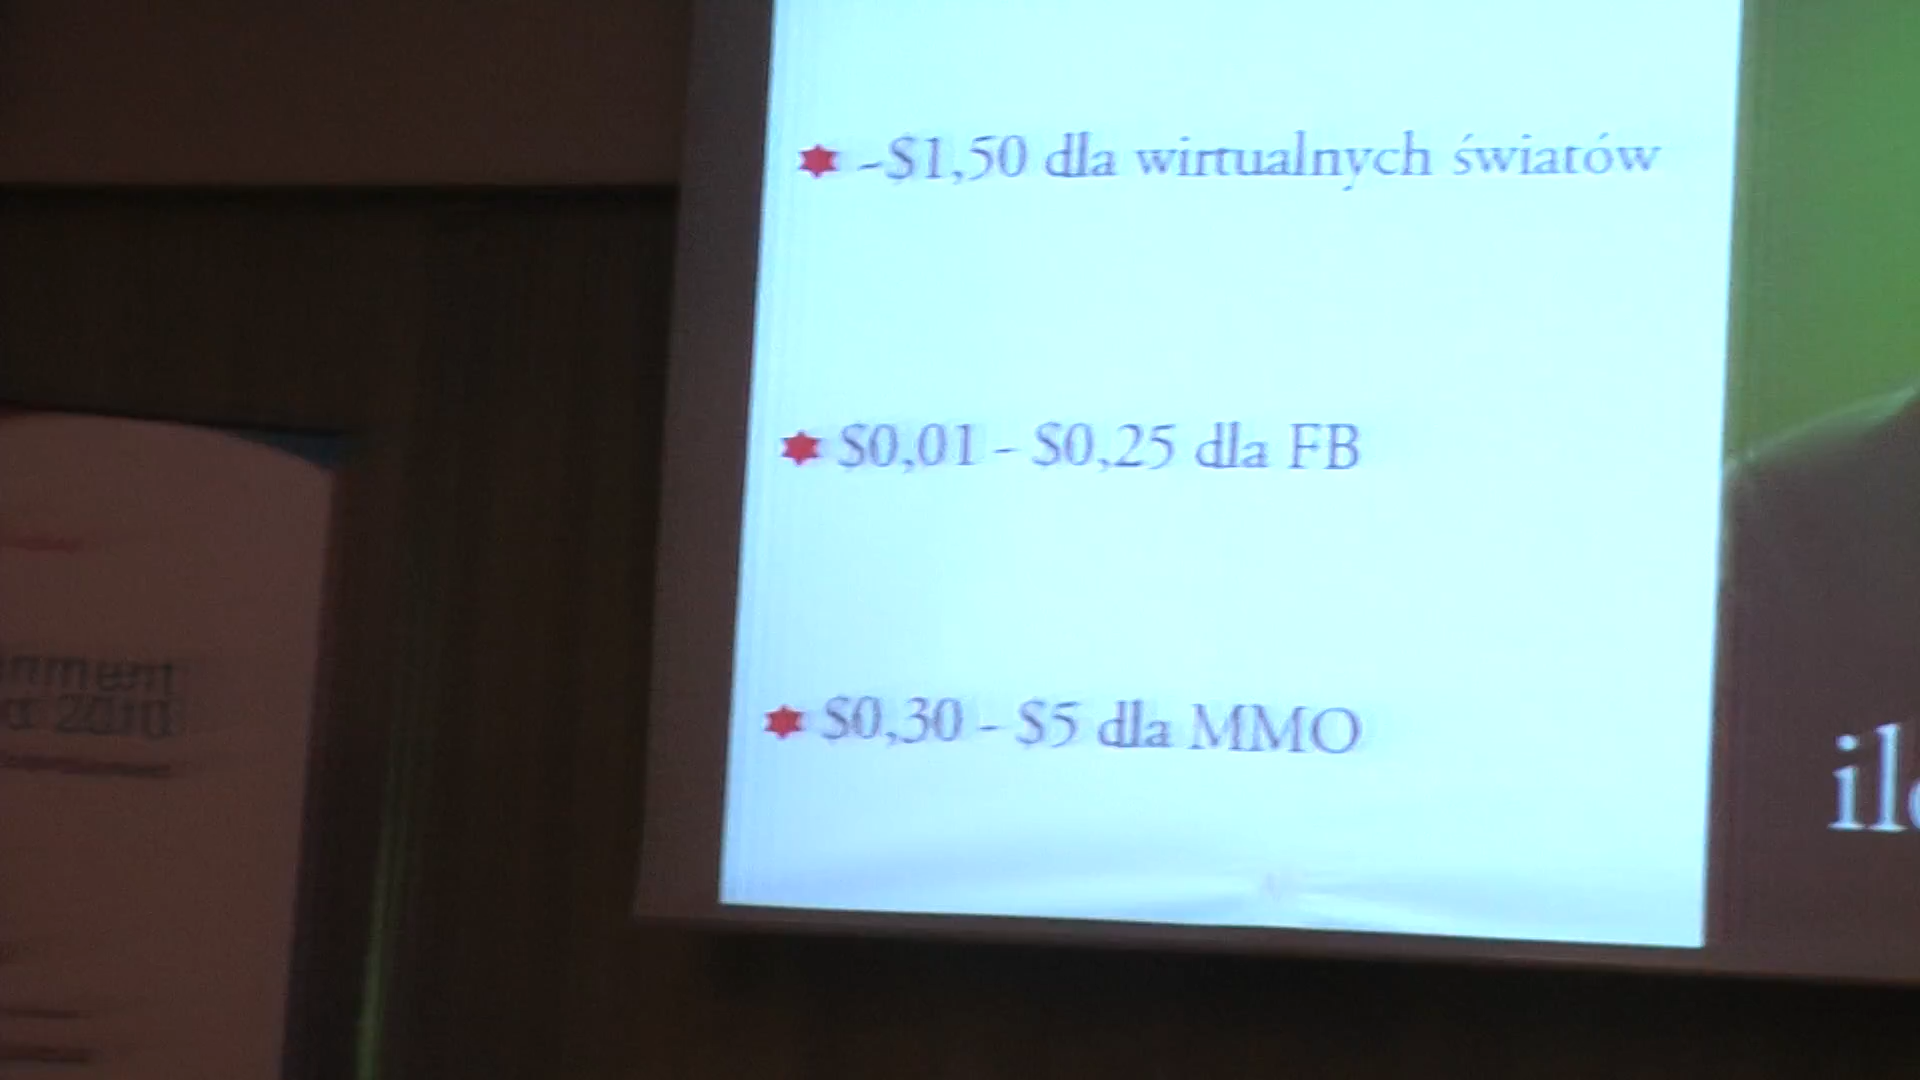 -$1,50 dla wirtualnych światów
$0,01 - $0,25 dla FB
$0,30 - $5 dla MMO